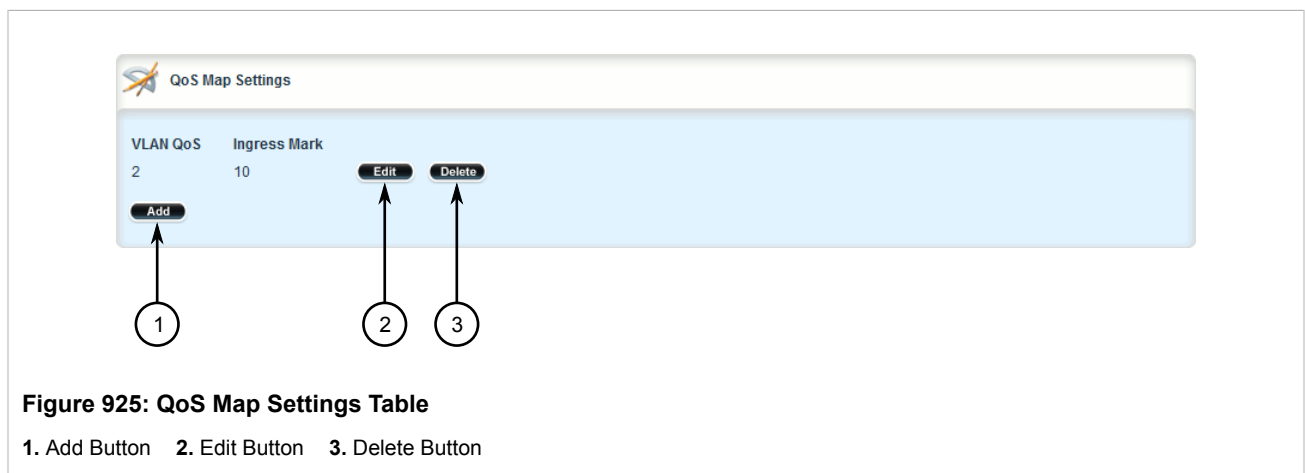 QoS Map Settings
VLAN QoS Ingress Mark
2 10 Edit Delete
Add
1 2 3
Figure 925: QoS Map Settings Table
1. Add Button 2. Edit Button 3. Delete Button